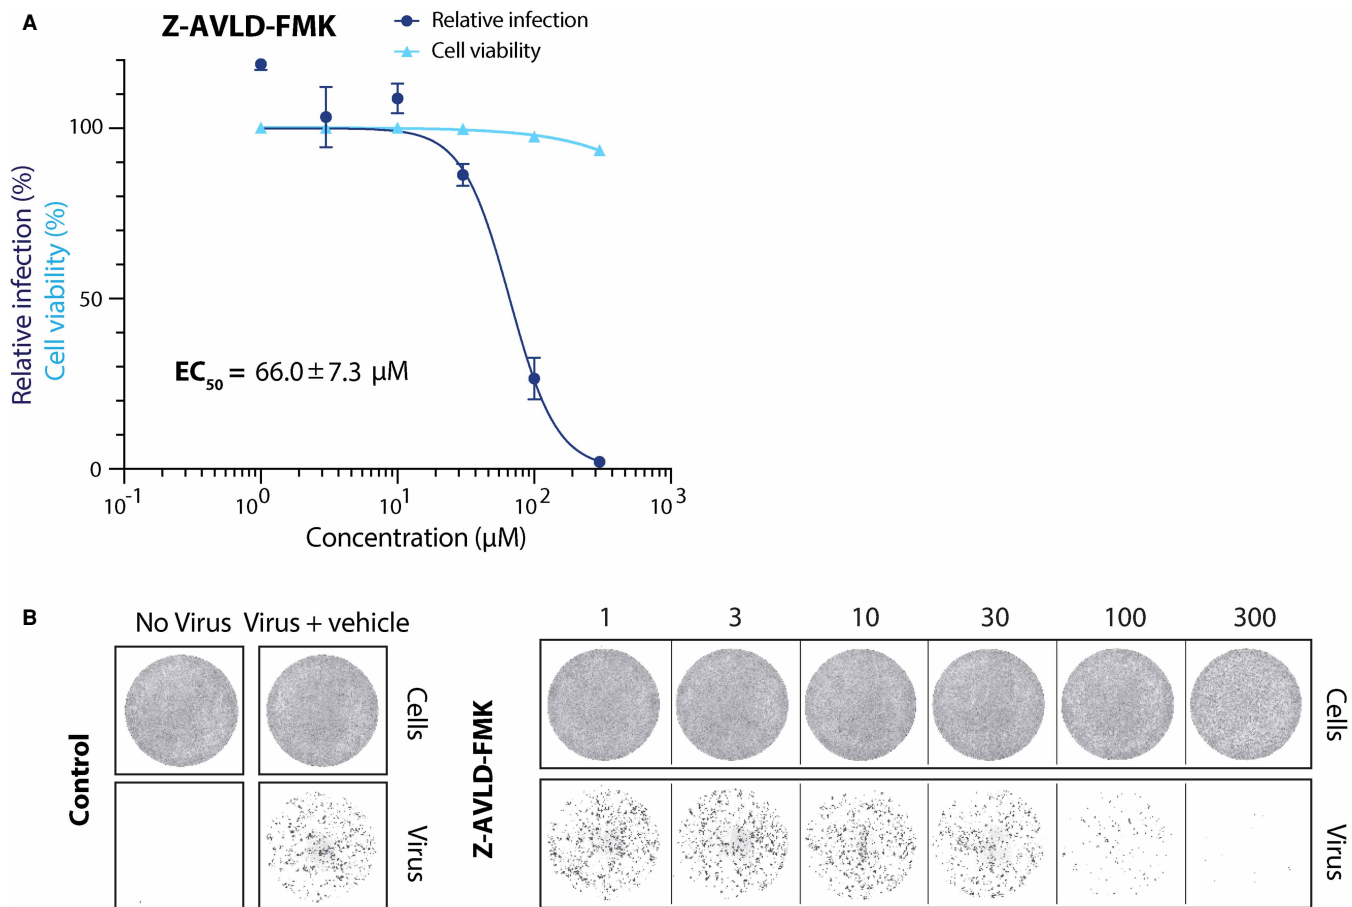 A
Z-AVLD-FMK
Relative infection
Cell viability
Relative infection (%)
Cell viability (%)
100
50
0
EC50 = 66.0 ± 7.3 µM
10-1 100 101 102 103
Concentration (µM)
B
No Virus Virus + vehicle
1 3 10 30 100 300
Control
Cells
Virus
Z-AVLD-FMK
Cells
Virus